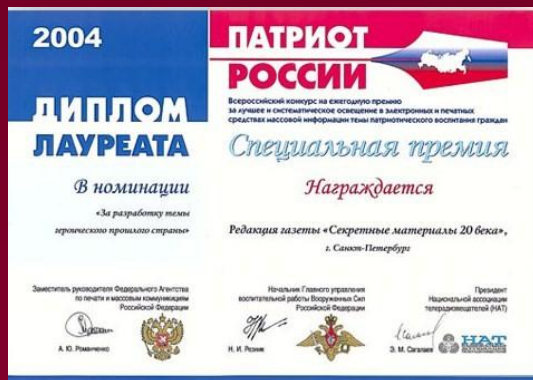 2004
ДИПЛОМ
ЛАУРЕАТА
В номинации
«За разработку темы
героического прошлого страны»
ПАТРИОТ
РОССИИ
Всероссийский конкурс на ежегодную премию
за лучшее и систематическое освещение в электронных и печатных
средствах массовой информации темы патриотического воспитания граждан
Специальная премия
Награждается
Редакция газеты «Секретные материалы 20 века»,
г. Санкт-Петербург
Заместитель руководителя Федерального Агентства
по печати и массовым коммуникациям
Российской Федерации
А. Ю. Романченко
Начальник Главного управления
воспитательной работы Вооруженных Сил
Российской Федерации
Н. И. Резник
Президент
Национальной ассоциации
телерадиовещателей (НАТ)
Э. М. Сагалаев
НАТ